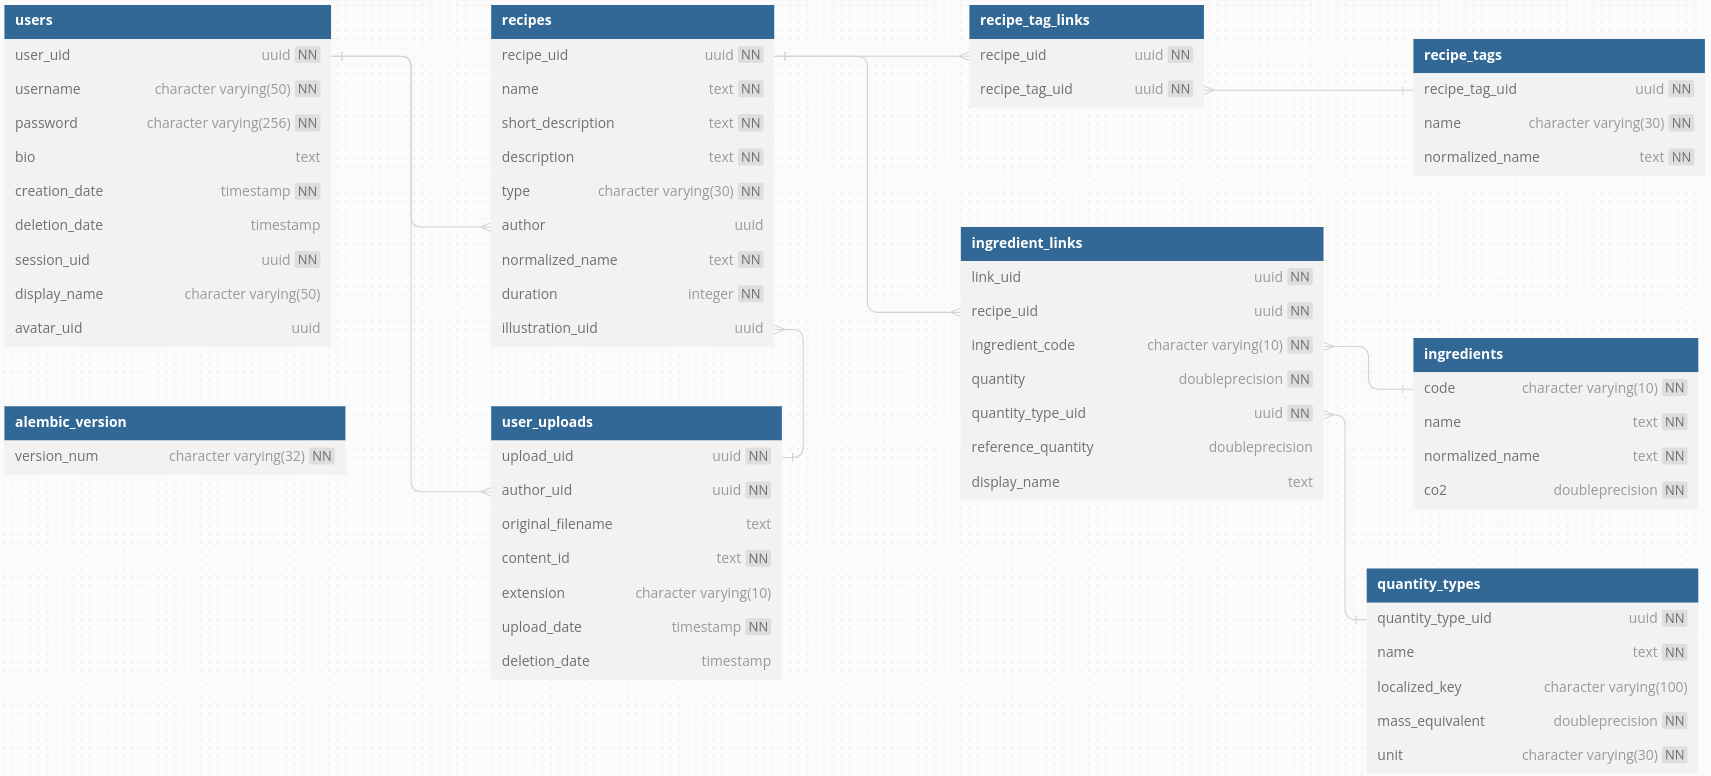 users
user_uid uuid NN
username character varying(50) NN
password character varying(256) NN
bio text
creation_date timestamp NN
deletion_date timestamp
session_uid uuid NN
display_name character varying(50)
avatar_uid uuid
alembic_version
version_num character varying(32) NN
recipes
recipe_uid uuid NN
name text NN
short_description text NN
description text NN
type character varying(30) NN
author uuid
normalized_name text NN
duration integer NN
illustration_uid uuid
user_uploads
upload_uid uuid NN
author_uid uuid NN
original_filename text
content_id text NN
extension character varying(10)
upload_date timestamp NN
deletion_date timestamp
recipe_tag_links
recipe_uid uuid NN
recipe_tag_uid uuid NN
ingredient_links
link_uid uuid NN
recipe_uid uuid NN
ingredient_code character varying(10) NN
quantity doubleprecision NN
quantity_type_uid uuid NN
reference_quantity doubleprecision
display_name text
recipe_tags
recipe_tag_uid uuid NN
name character varying(30) NN
normalized_name text NN
ingredients
code character varying(10) NN
name text NN
normalized_name text NN
co2 doubleprecision NN
quantity_types
quantity_type_uid uuid NN
name text NN
localized_key character varying(100)
mass_equivalent doubleprecision NN
unit character varying(30) NN